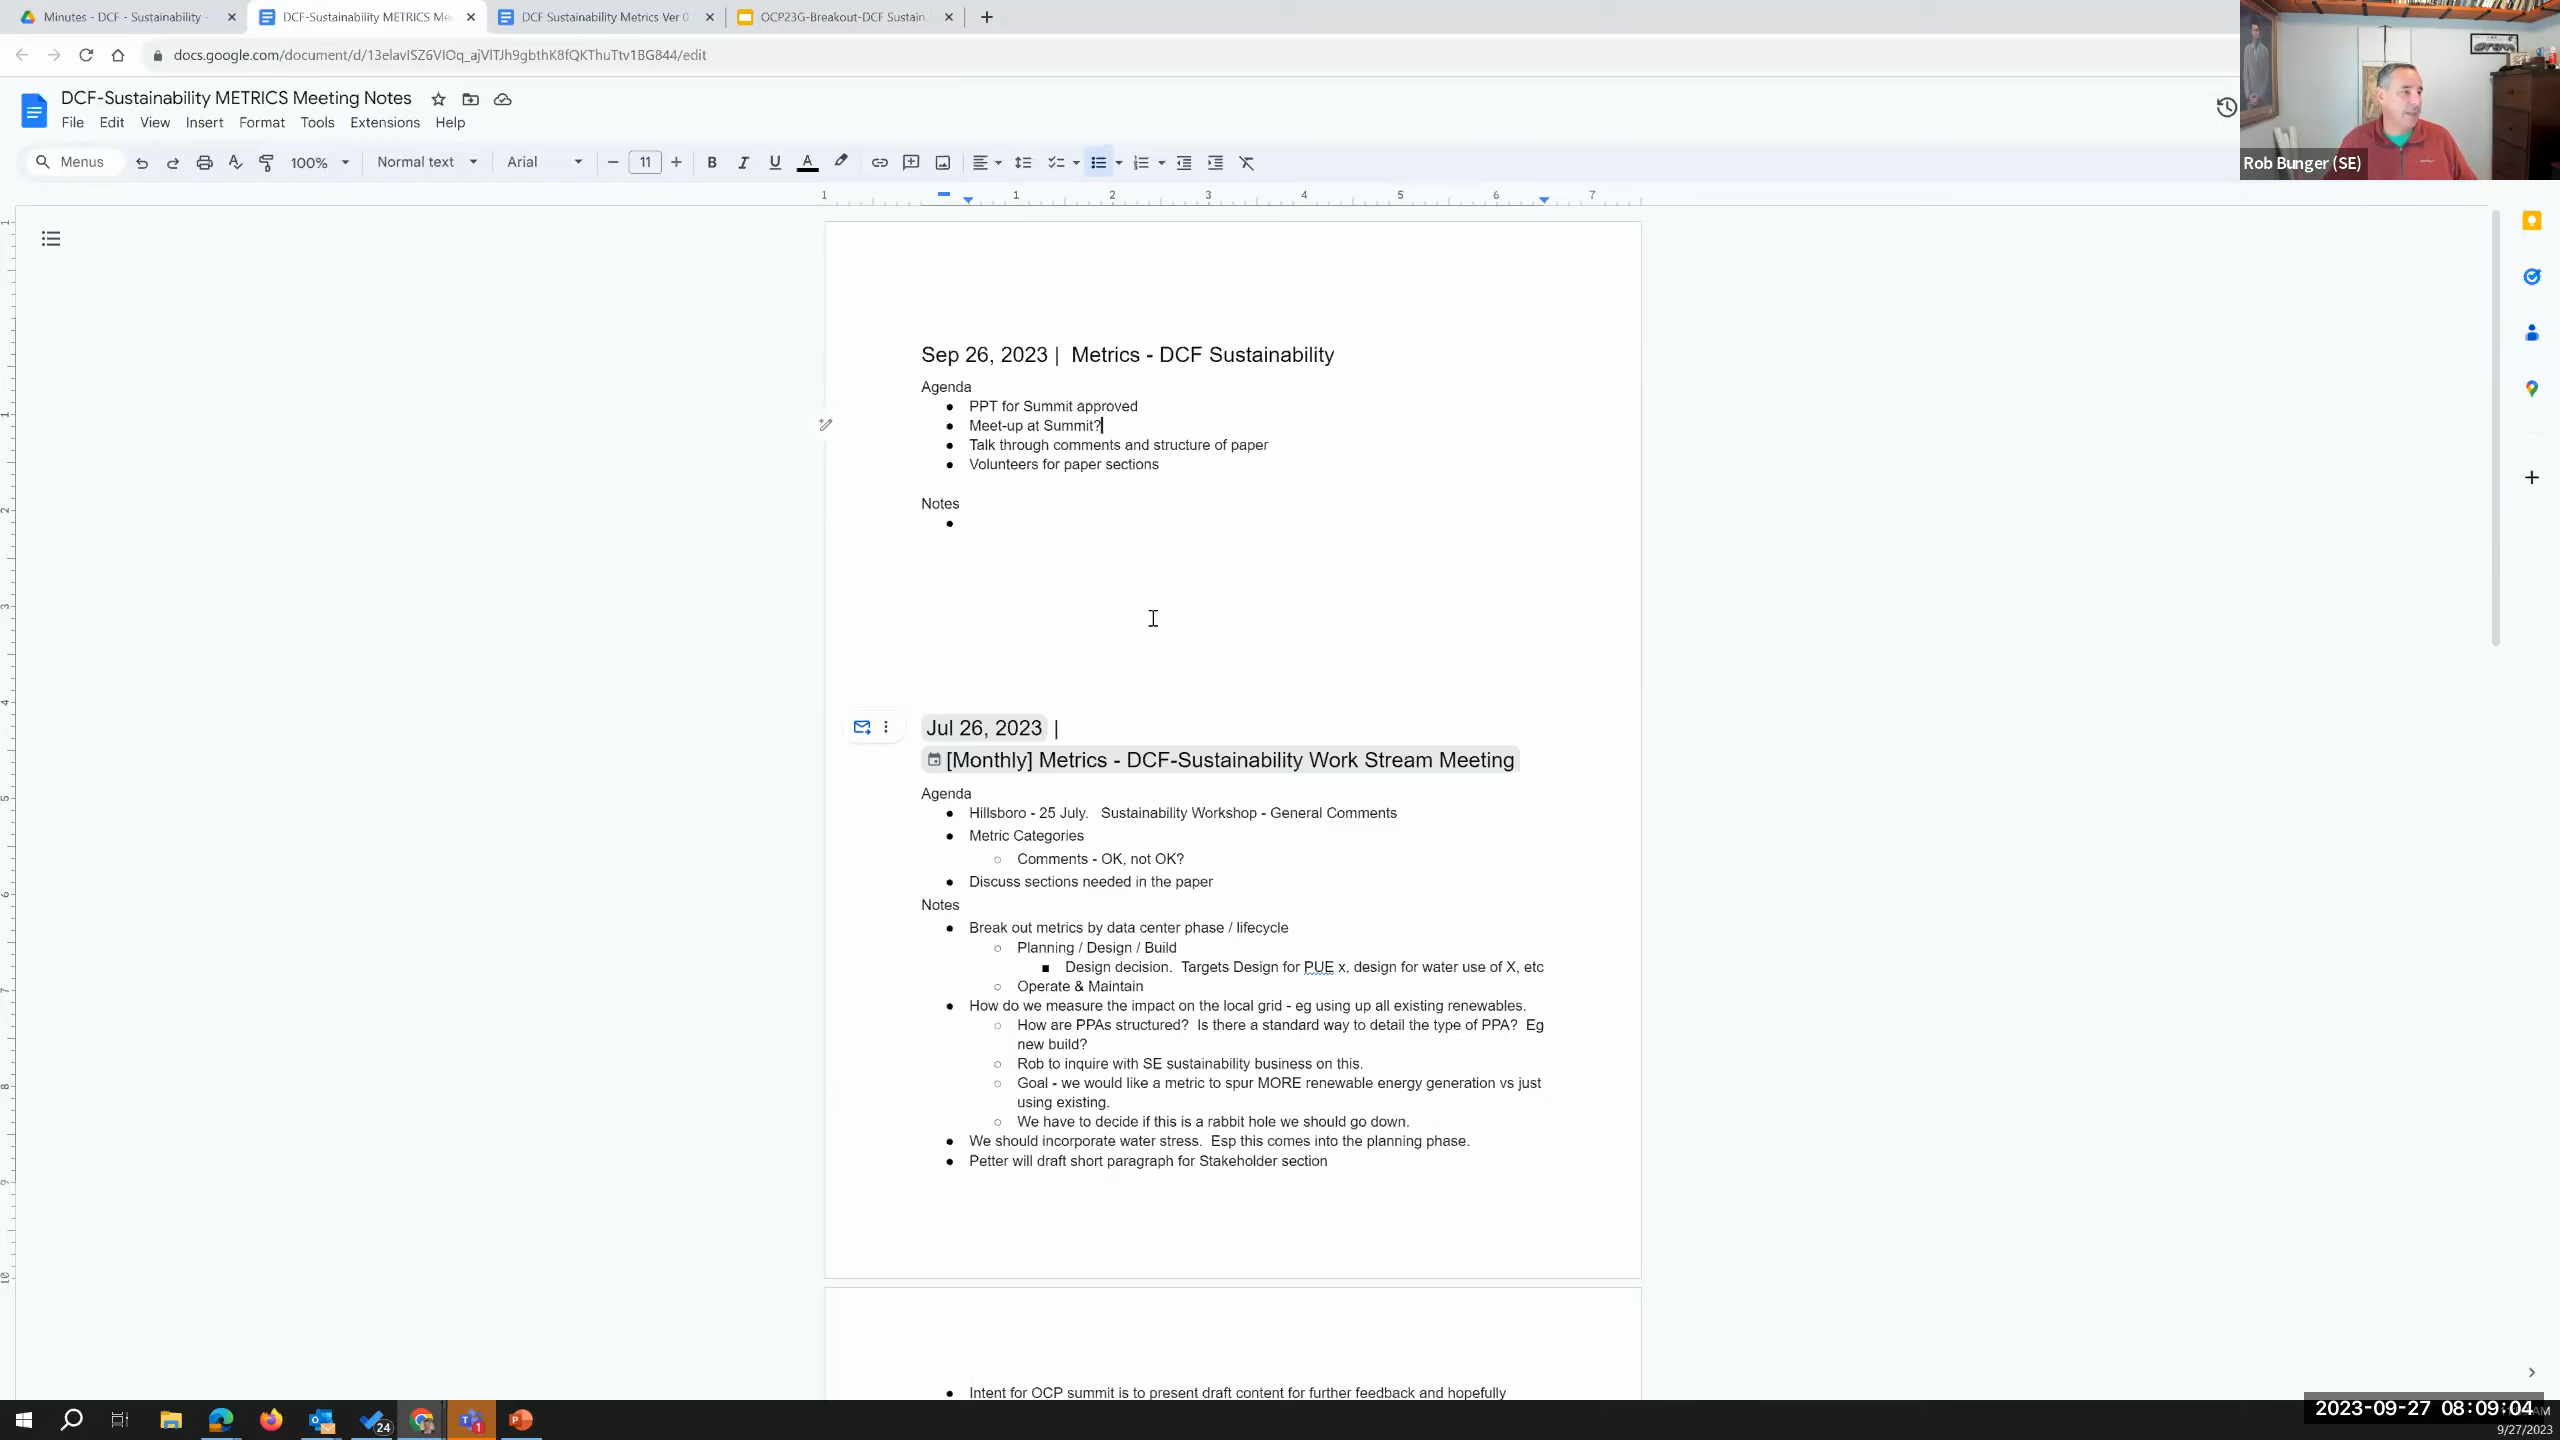 Minutes - DCF - Sustainability -
DCF-Sustainability METRICS Me
DCF Sustainability Metrics Ver 0
OCP23G-Breakout-DCF Sustain
docs.google.com/document/d/13elavISZ6VIOq_ajVlTJh9gbthK8fQKThuTtv1BG844/edit
DCF-Sustainability METRICS Meeting Notes
File Edit View Insert Format Tools Extensions Help
Menus 100% Normal text Arial 11
Rob Bunger (SE)
1 1 2 3 4 5 6 7
Sep 26, 2023 | Metrics - DCF Sustainability
Agenda
● PPT for Summit approved
● Meet-up at Summit?
● Talk through comments and structure of paper
● Volunteers for paper sections
Notes
●
Jul 26, 2023 |
[Monthly] Metrics - DCF-Sustainability Work Stream Meeting
Agenda
● Hillsboro - 25 July. Sustainability Workshop - General Comments
● Metric Categories
○ Comments - OK, not OK?
● Discuss sections needed in the paper
Notes
● Break out metrics by data center phase / lifecycle
○ Planning / Design / Build
■ Design decision. Targets Design for PUE x, design for water use of X, etc
○ Operate & Maintain
● How do we measure the impact on the local grid - eg using up all existing renewables.
○ How are PPAs structured? Is there a standard way to detail the type of PPA? Eg
new build?
○ Rob to inquire with SE sustainability business on this.
○ Goal - we would like a metric to spur MORE renewable energy generation vs just
using existing.
○ We have to decide if this is a rabbit hole we should go down.
● We should incorporate water stress. Esp this comes into the planning phase.
● Petter will draft short paragraph for Stakeholder section
● Intent for OCP summit is to present draft content for further feedback and hopefully
24
1
2023-09-27 08:09:04
9/27/2023